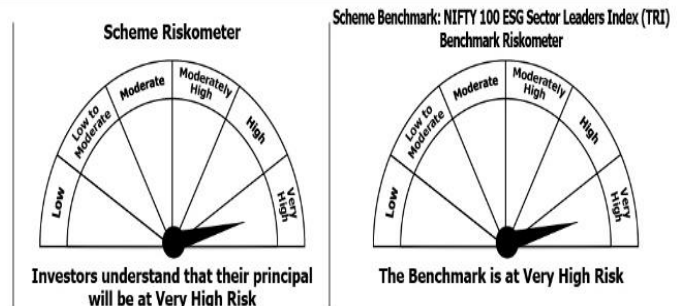 Scheme Riskometer
Low
Low to
Moderate
Moderate
Moderately
High
High
Very
High
Investors understand that their principal
will be at Very High Risk
Scheme Benchmark: NIFTY 100 ESG Sector Leaders Index (TRI)
Benchmark Riskometer
Low
Low to
Moderate
Moderate
Moderately
High
High
Very
High
The Benchmark is at Very High Risk